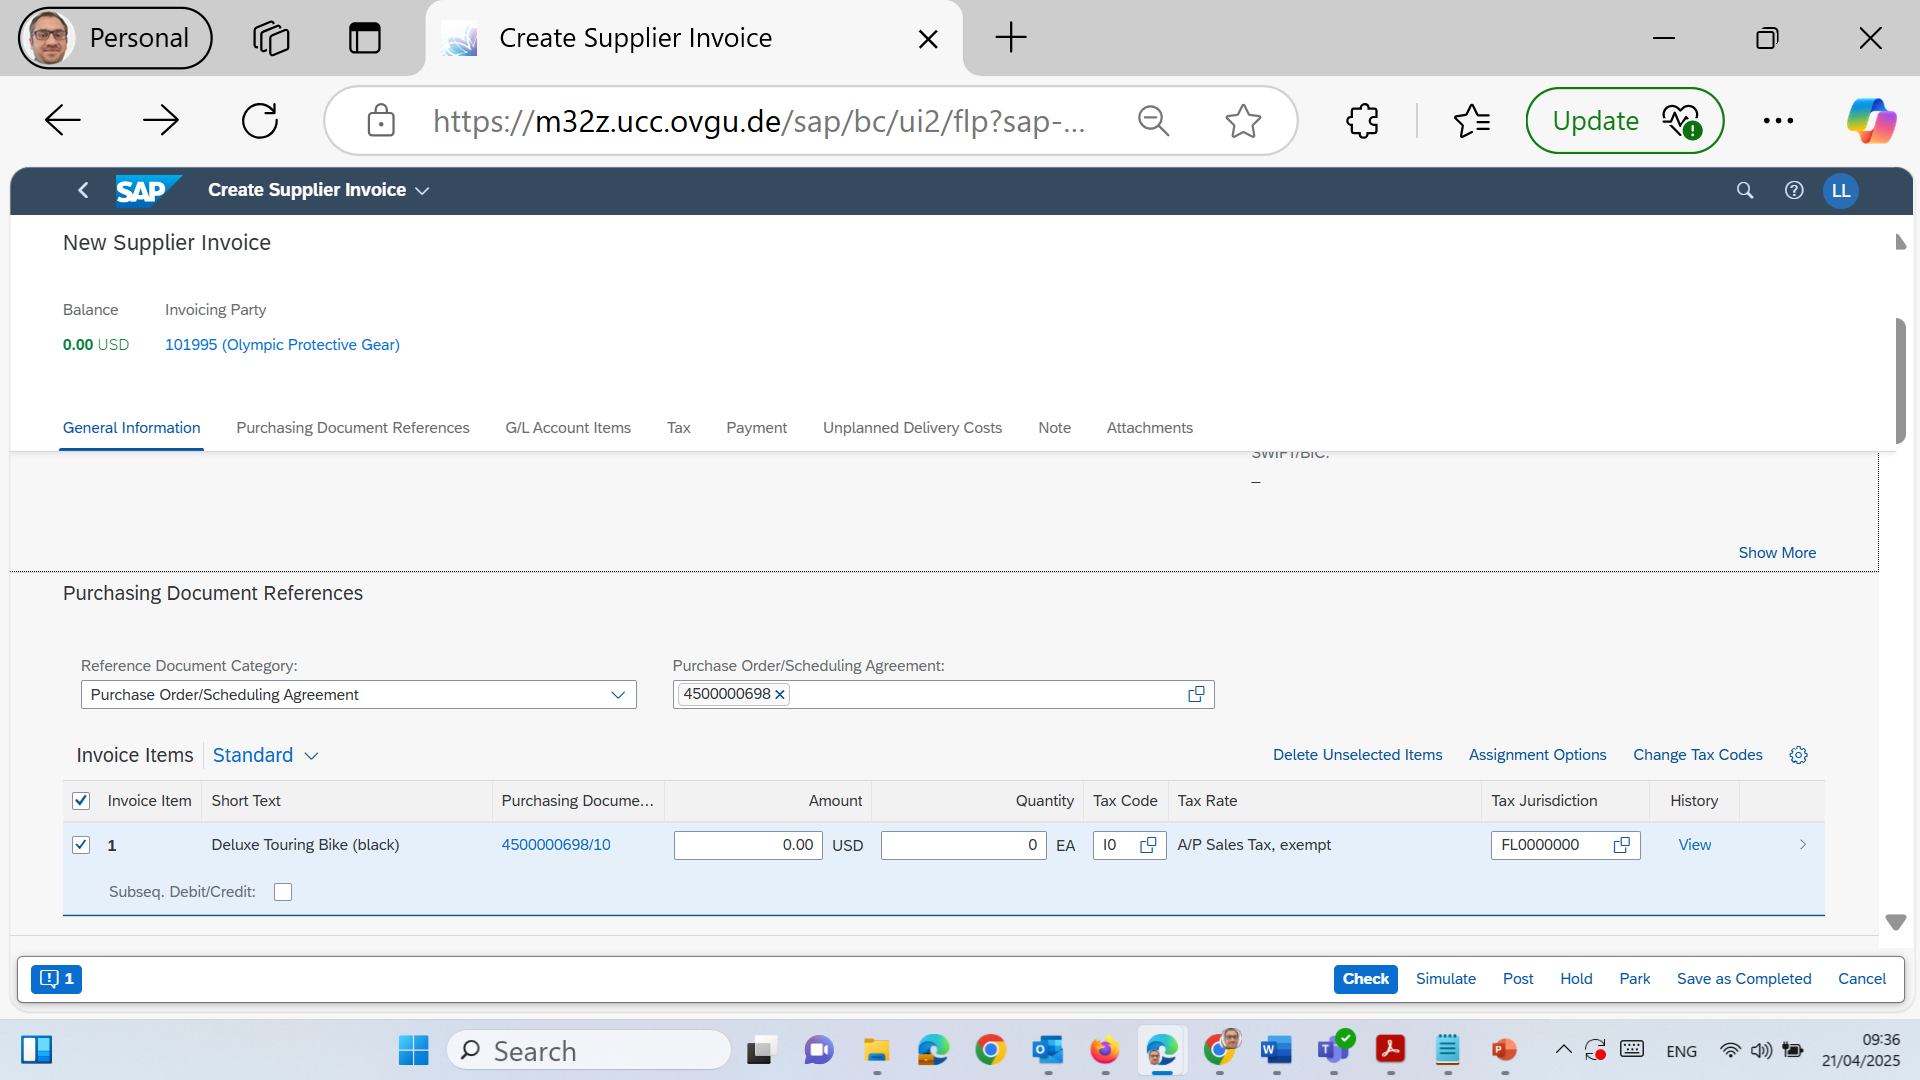 Personal
Create Supplier Invoice
https://m32z.ucc.ovgu.de/sap/bc/ui2/flp?sap-...
Update
SAP
Create Supplier Invoice
LL
New Supplier Invoice
Balance
Invoicing Party
0.00 USD
101995 (Olympic Protective Gear)
General Information
Purchasing Document References
G/L Account Items
Tax
Payment
Unplanned Delivery Costs
Note
Attachments
SWIFT/BIC:
–
Show More
Purchasing Document References
Reference Document Category:
Purchase Order/Scheduling Agreement:
Purchase Order/Scheduling Agreement
4500000698
Invoice Items
Standard
Delete Unselected Items
Assignment Options
Change Tax Codes
Invoice Item
Short Text
Purchasing Docume...
Amount
Quantity
Tax Code
Tax Rate
Tax Jurisdiction
History
1
Deluxe Touring Bike (black)
4500000698/10
0.00
USD
0
EA
I0
A/P Sales Tax, exempt
FL0000000
View
Subseq. Debit/Credit:
1
Check
Simulate
Post
Hold
Park
Save as Completed
Cancel
Search
ENG
09:36
21/04/2025